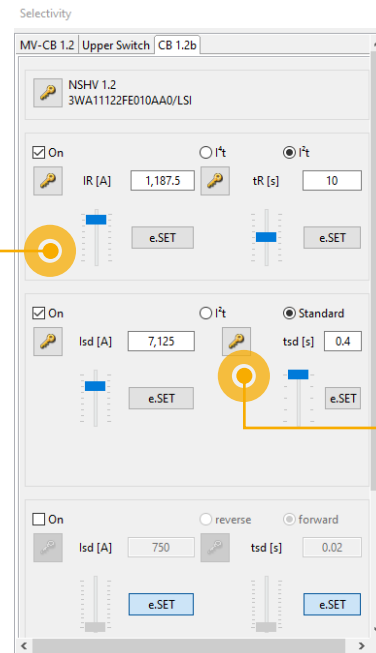 Selectivity
MV-CB 1.2 Upper Switch CB 1.2b
NSHV 1.2
3WA11122FE010AA0/LSI
On I⁴t I²t
IR [A] 1,187.5 tR [s] 10
e.SET e.SET
On I²t Standard
Isd [A] 7,125 tsd [s] 0.4
e.SET e.SET
On reverse forward
Isd [A] 750 tsd [s] 0.02
e.SET e.SET